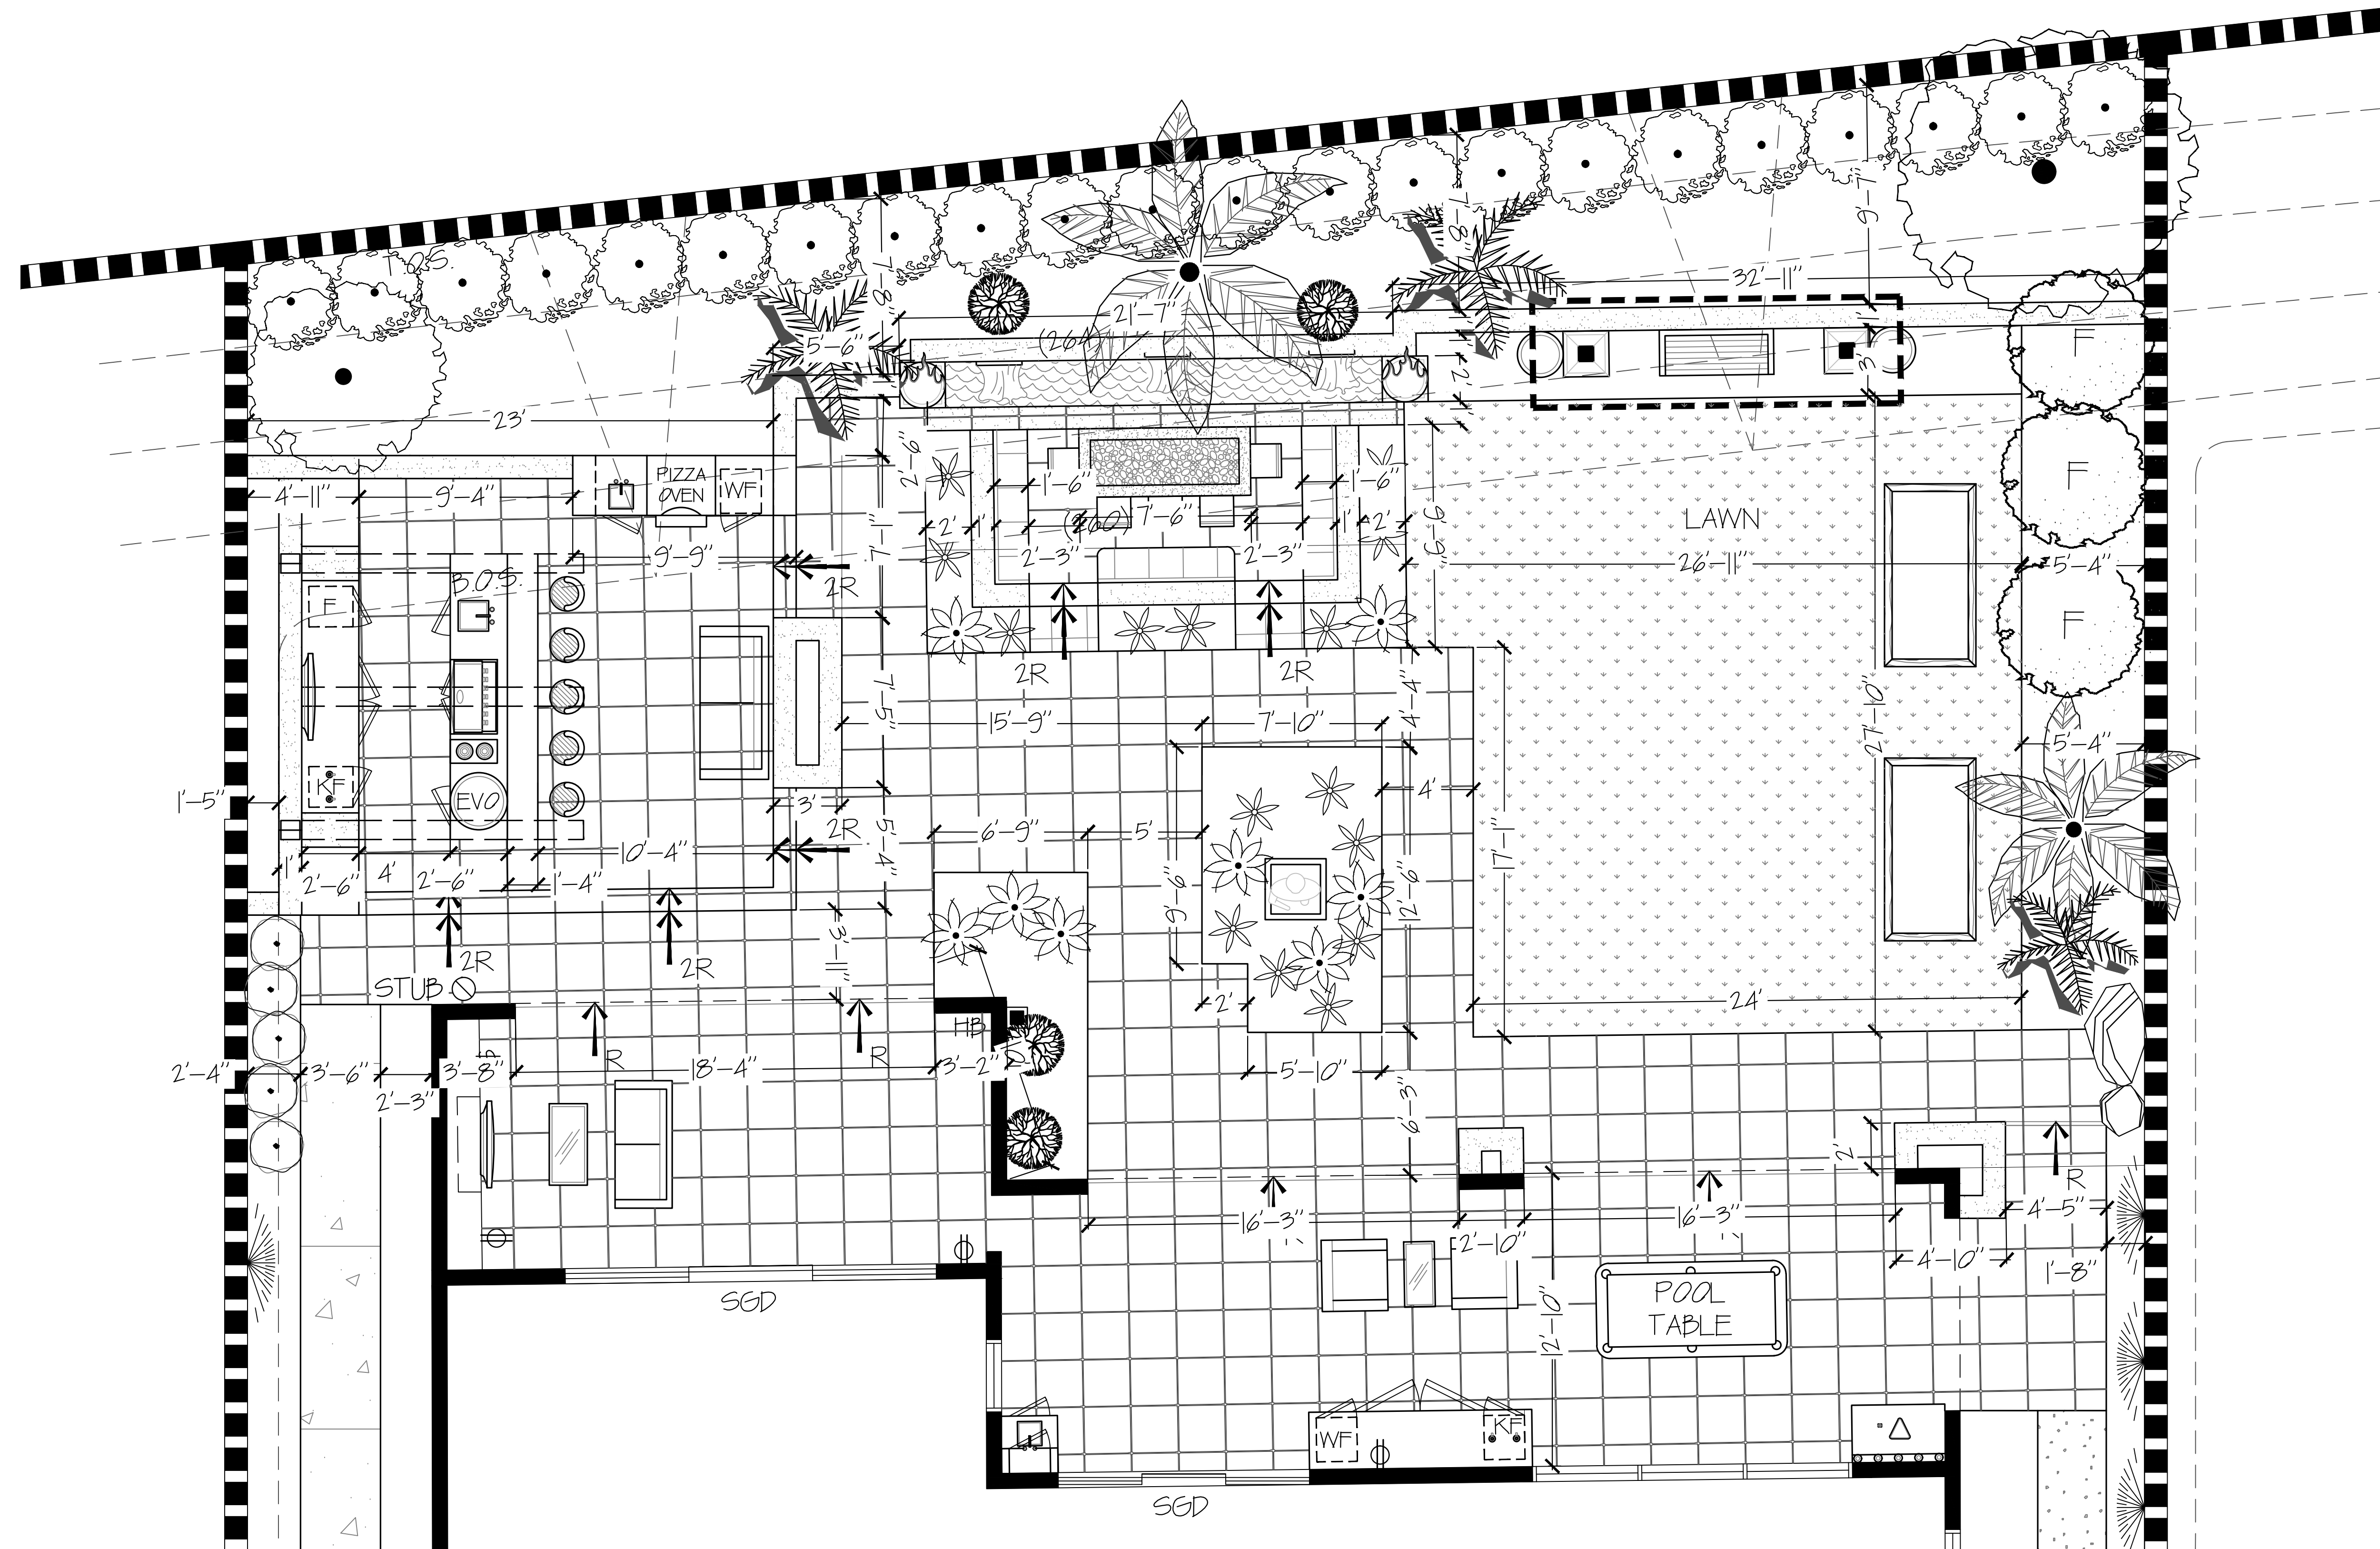 T.O.S.
7'-8"
9'-7"
7'-8"
32'-11"
21'-7"
(264)
5'-6"
1'
3'
2'
F
23'
2'-6"
PIZZA
OVEN
WF
4'-11"
9'-4"
1'-6"
1'-6"
F
7'-1"
2'
1'
(260)
7'-6"
1'
2'
9'-6"
LAWN
9'-9"
2'-3"
2'-3"
26'-11"
5'-4"
2R
B.O.S.
F
F
2R
2R
7'-5"
4'-4"
27'-10"
15'-9"
7'-10"
5'-4"
KF
EVO
1'-5"
3'
4'
2R
6'-9"
5'
17'-1"
5'-4"
10'-4"
1'
2'-6"
4'
2'-6"
1'-4"
9'-6"
12'-6"
2R
2R
3'-11"
STUB
2'
24'
HB
R
R
2'-4"
3'-6"
2'-3"
3'-8"
18'-4"
3'-2"
5'-10"
6'-3"
2'
R
16'-3"
2'-10"
16'-3"
4'-5"
4'-10"
1'-8"
SGD
12'-10"
POOL
TABLE
WF
KF
SGD